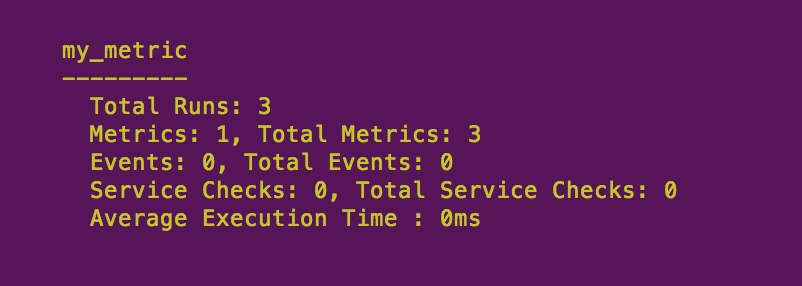 my_metric
---------
Total Runs: 3
Metrics: 1, Total Metrics: 3
Events: 0, Total Events: 0
Service Checks: 0, Total Service Checks: 0
Average Execution Time : 0ms